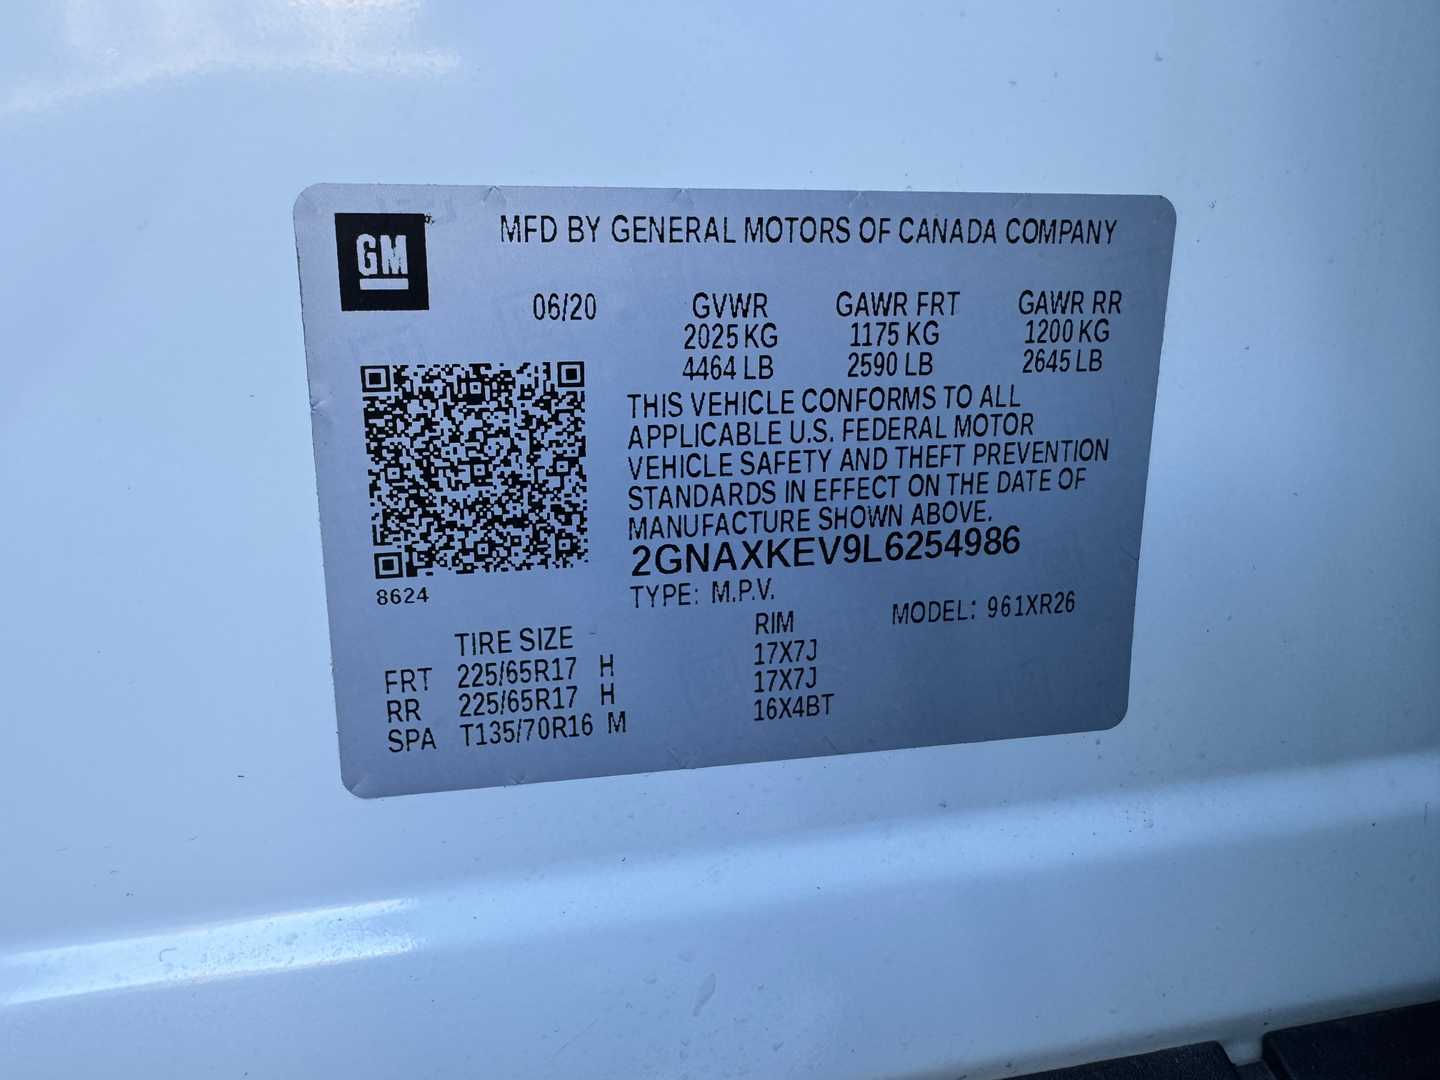 GM
MFD BY GENERAL MOTORS OF CANADA COMPANY
06/20 GVWR GAWR FRT GAWR RR
2025 KG 1175 KG 1200 KG
4464 LB 2590 LB 2645 LB
THIS VEHICLE CONFORMS TO ALL
APPLICABLE U.S. FEDERAL MOTOR
VEHICLE SAFETY AND THEFT PREVENTION
STANDARDS IN EFFECT ON THE DATE OF
MANUFACTURE SHOWN ABOVE.
2GNAXKEV9L6254986
8624
TYPE: M.P.V. MODEL: 961XR26
TIRE SIZE RIM
FRT 225/65R17 H 17X7J
RR 225/65R17 H 17X7J
SPA T135/70R16 M 16X4BT